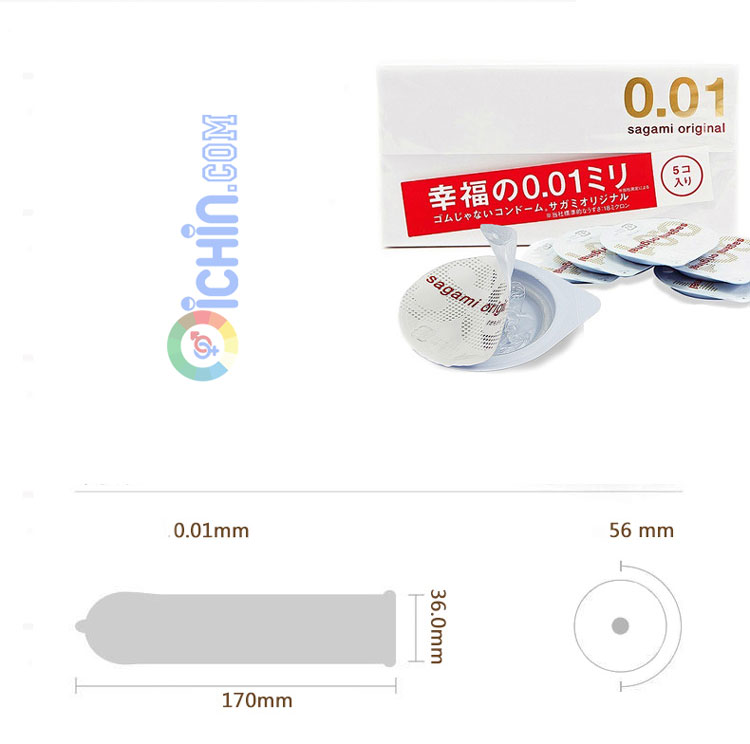 ichin.com
0.01
sagami original
幸福の0.01ミリ
ゴムじゃないコンドーム。サガミオリジナル
5コ
入り
sagami original
0.01mm
56 mm
36.0mm
170mm